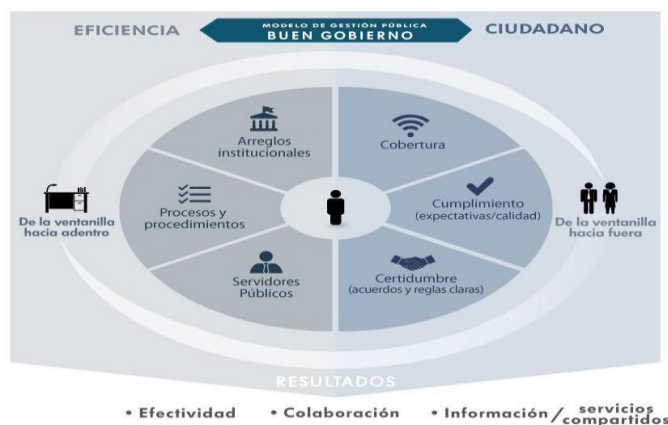 EFICIENCIA
MODELO DE GESTIÓN PÚBLICA
BUEN GOBIERNO
CIUDADANO
Arreglos
institucionales
Cobertura
De la ventanilla
hacia adentro
Procesos y
procedimientos
Cumplimiento
(expectativas/calidad)
De la ventanilla
hacia fuera
Servidores
Públicos
Certidumbre
(acuerdos y reglas claras)
RESULTADOS
• Efectividad • Colaboración • Información / servicios
compartidos